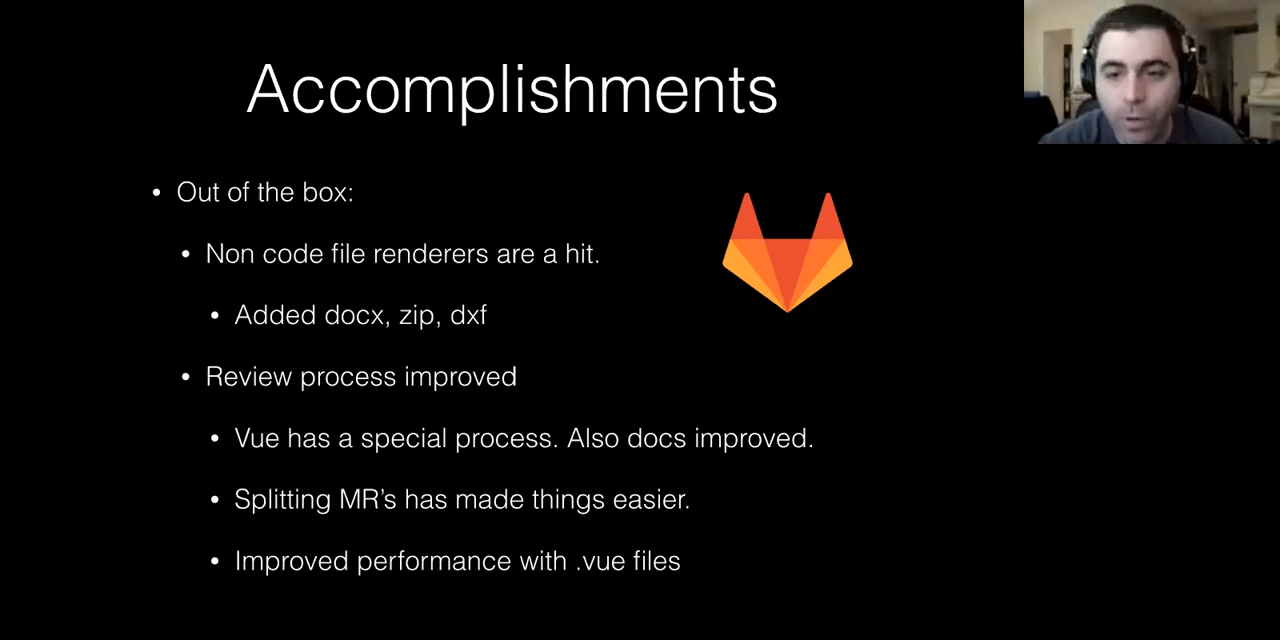 Accomplishments
• Out of the box:
• Non code file renderers are a hit.
• Added docx, zip, dxf
• Review process improved
• Vue has a special process. Also docs improved.
• Splitting MR’s has made things easier.
• Improved performance with .vue files